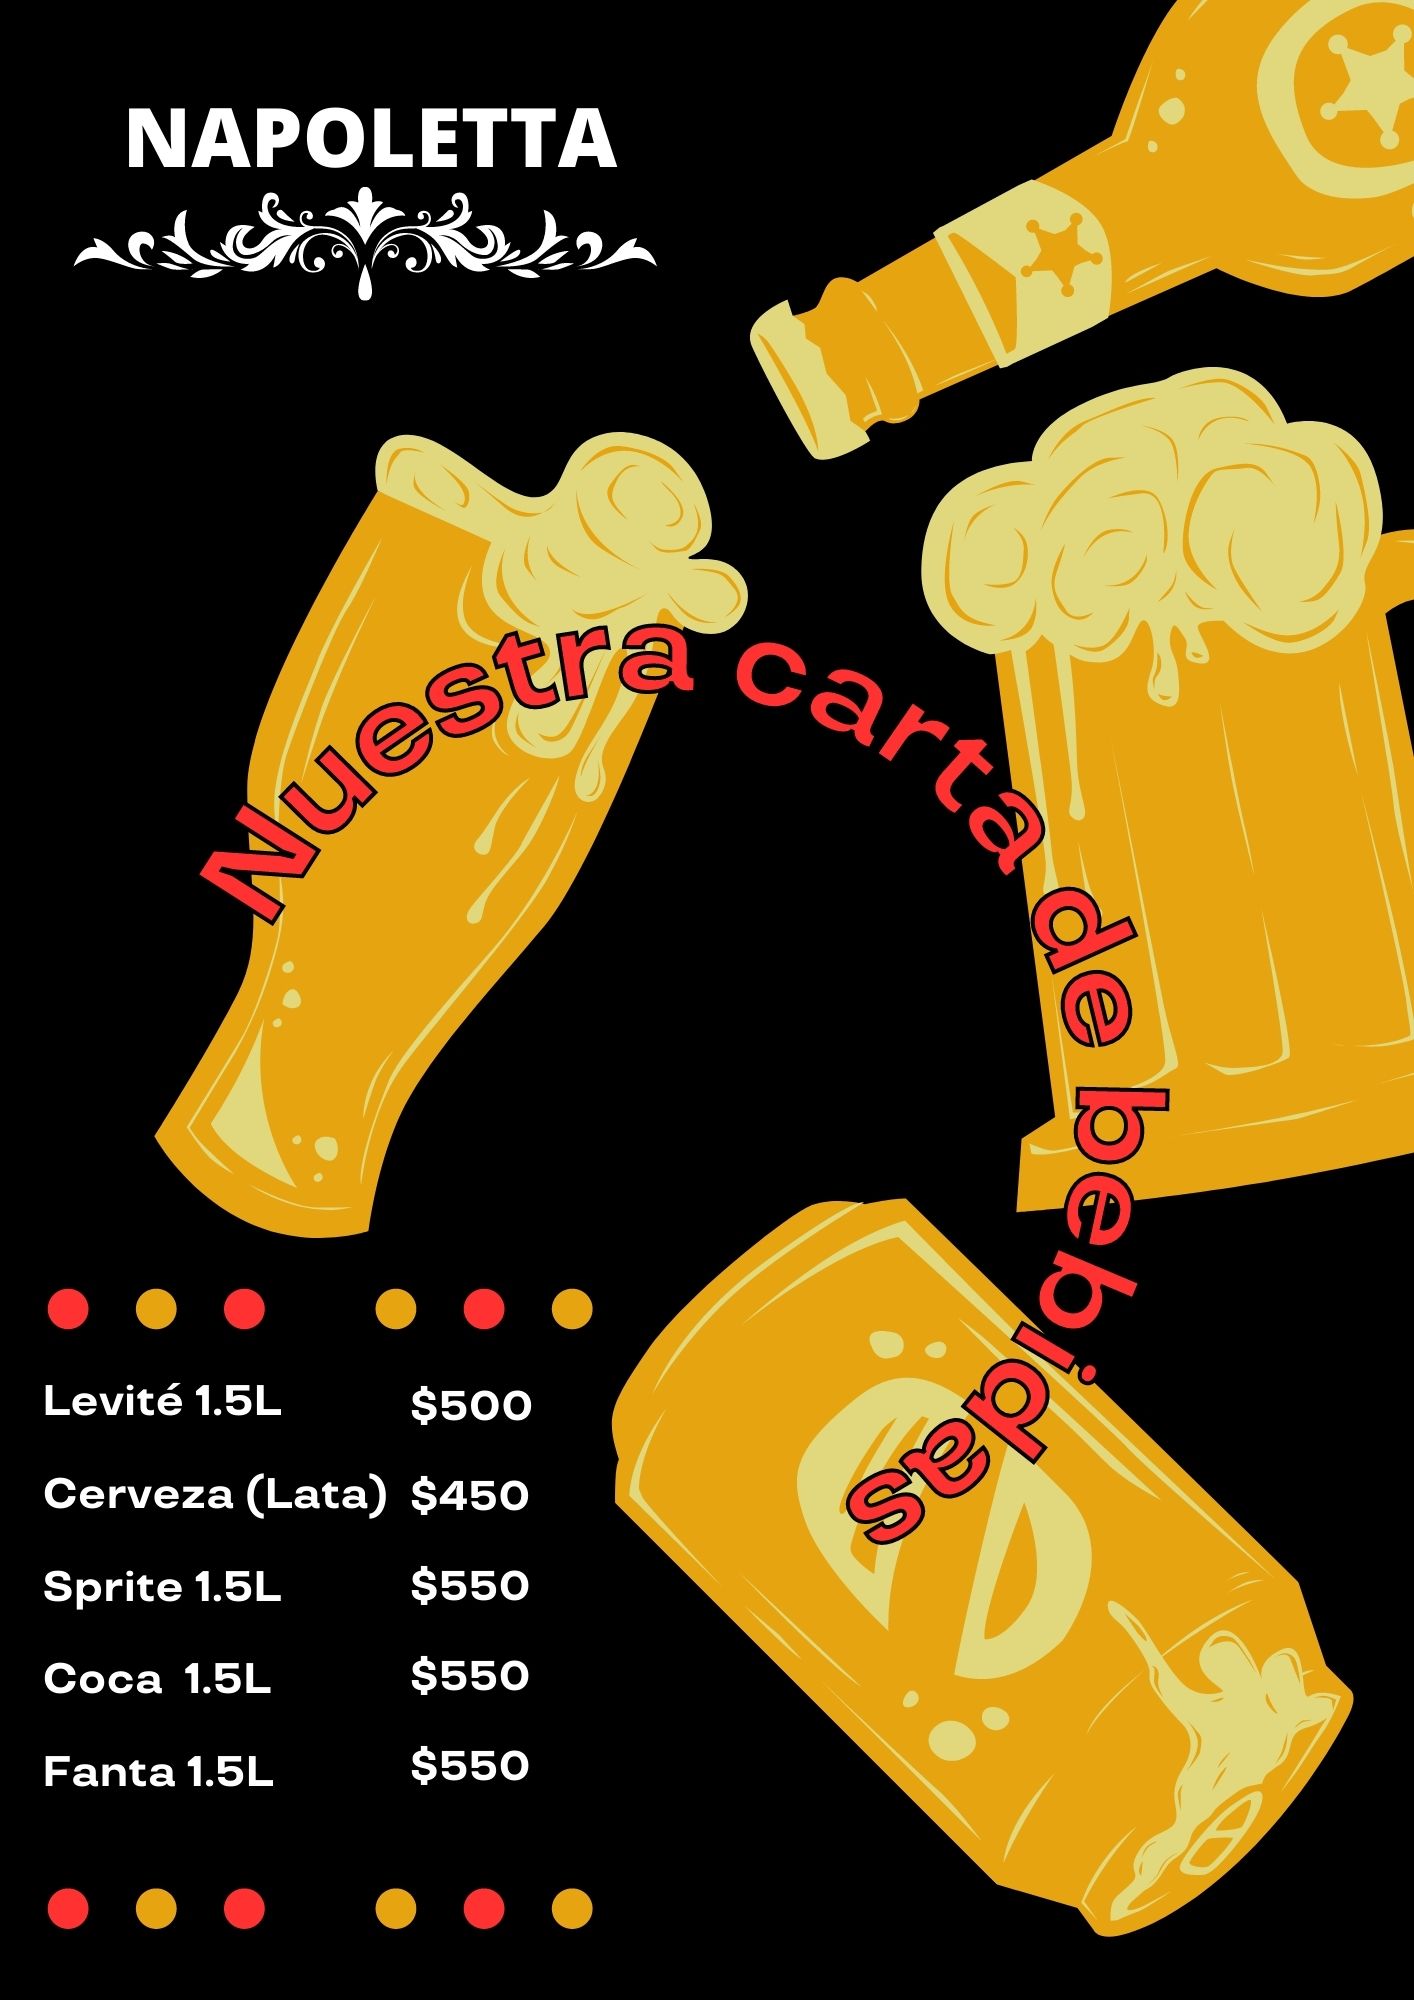 NAPOLETTA
Nuestra carta de bebidas
Levité 1.5L $500
Cerveza (Lata) $450
Sprite 1.5L $550
Coca 1.5L $550
Fanta 1.5L $550